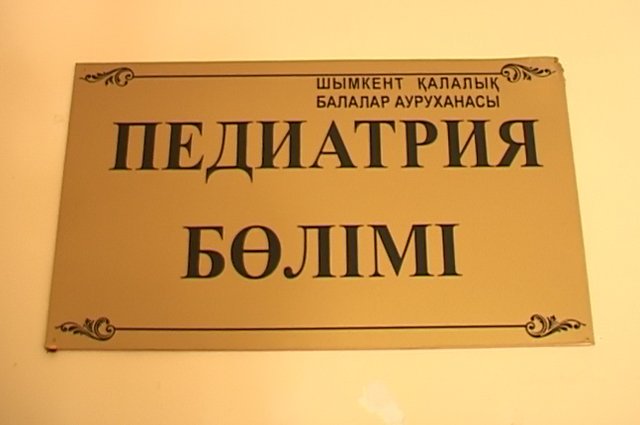 ШЫМКЕНТ ҚАЛАЛЫҚ
БАЛАЛАР АУРУХАНАСЫ
ПЕДИАТРИЯ
БӨЛІМІ